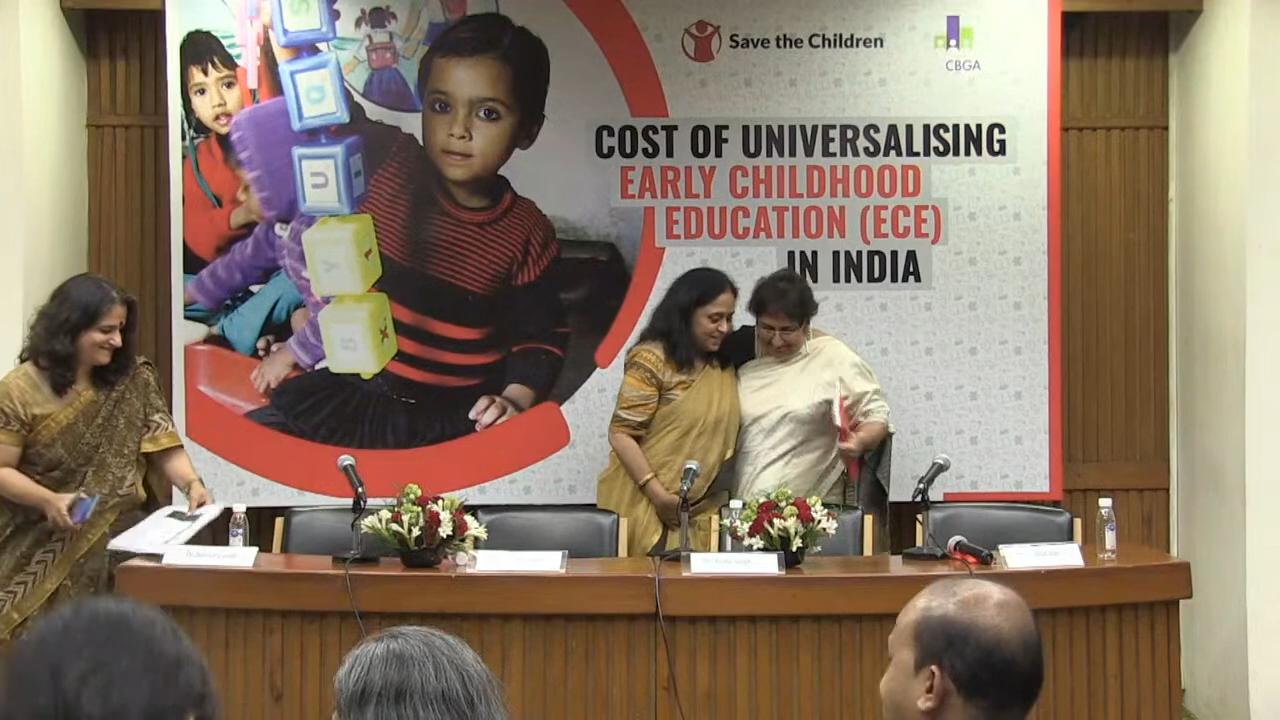 Save the Children
CBGA
COST OF UNIVERSALISING
EARLY CHILDHOOD
EDUCATION (ECE)
IN INDIA
U